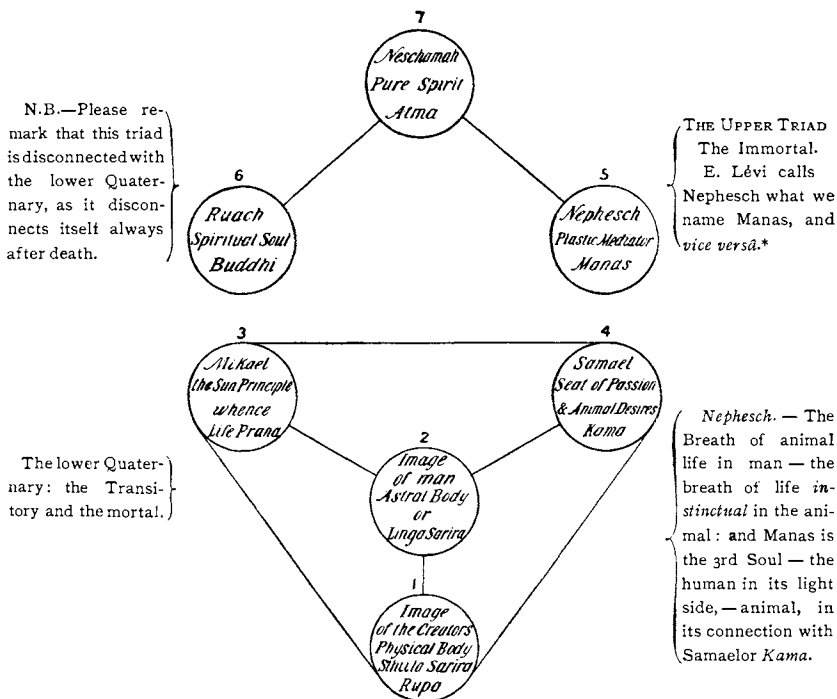 7
Neschamah
Pure Spirit
Atma
N.B.—Please re-
mark that this triad
is disconnected with
the lower Quater-
nary, as it discon-
nects itself always
after death.
6
Ruach
Spiritual Soul
Buddhi
5
Nephesch
Plastic Mediator
Manas
THE UPPER TRIAD
The Immortal.
E. Lévi calls
Nephesch what we
name Manas, and
vice versâ.*
3
Mikael
the Sun Principle
whence
Life Prana
4
Samael
Seat of Passion
& Animal Desires
Kama
2
Image
of man
Astral Body
or
Linga Sarira
The lower Quater-
nary: the Transi-
tory and the mortal.
1
Image
of the Creators
Physical Body
Sthulo Sarira
Rupa
Nephesch. — The
Breath of animal
life in man — the
breath of life in-
stinctual in the ani-
mal: and Manas is
the 3rd Soul — the
human in its light
side, — animal, in
its connection with
Samaelor Kama.